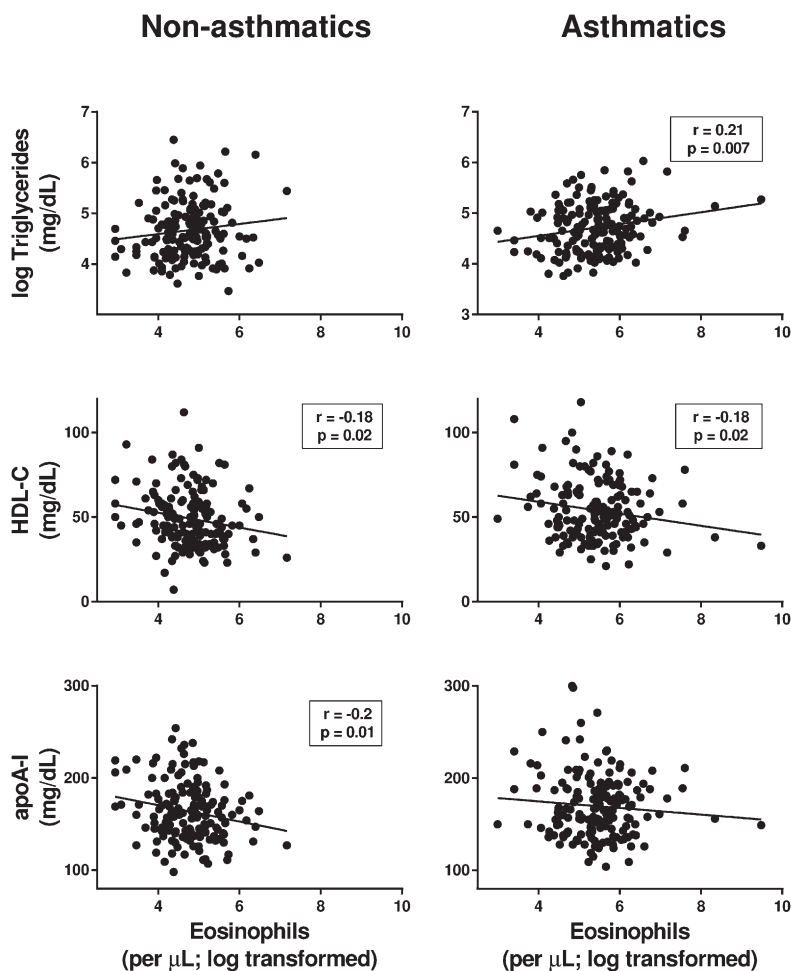 Non-asthmatics Asthmatics
log Triglycerides
(mg/dL)
7
6
5
4
4 6 8 10
7
6
5
4
3
4 6 8 10
r = 0.21
p = 0.007
HDL-C
(mg/dL)
100
50
0
4 6 8 10
r = -0.18
p = 0.02
100
50
0
4 6 8 10
r = -0.18
p = 0.02
apoA-I
(mg/dL)
300
200
100
4 6 8 10
r = -0.2
p = 0.01
300
200
100
4 6 8 10
Eosinophils
(per μL; log transformed)
Eosinophils
(per μL; log transformed)